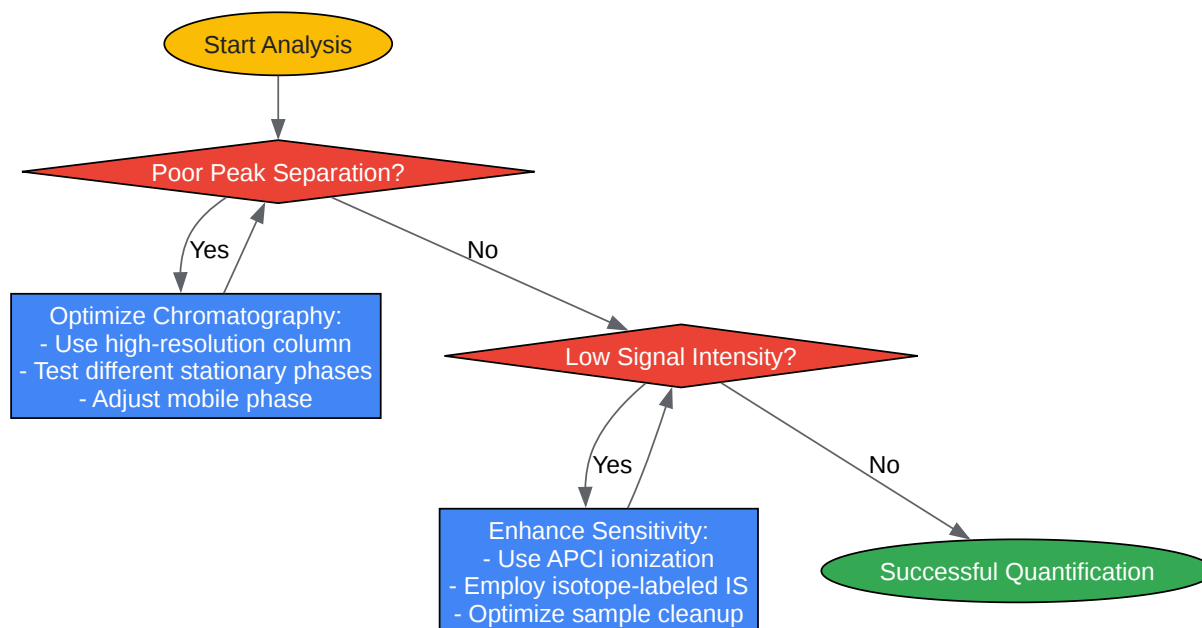 Start Analysis
Poor Peak Separation?
Yes
No
Optimize Chromatography:
- Use high-resolution column
- Test different stationary phases
- Adjust mobile phase
Low Signal Intensity?
Yes
No
Enhance Sensitivity:
- Use APCI ionization
- Employ isotope-labeled IS
- Optimize sample cleanup
Successful Quantification